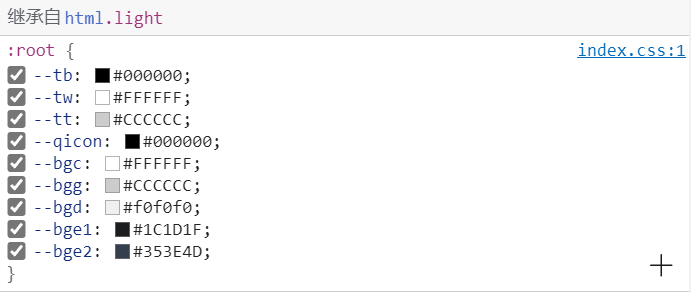 继承自 html.light
:root { index.css:1
--tb: #000000;
--tw: #FFFFFF;
--tt: #CCCCCC;
--qicon: #000000;
--bgc: #FFFFFF;
--bgg: #CCCCCC;
--bgd: #f0f0f0;
--bge1: #1C1D1F;
--bge2: #353E4D;
}